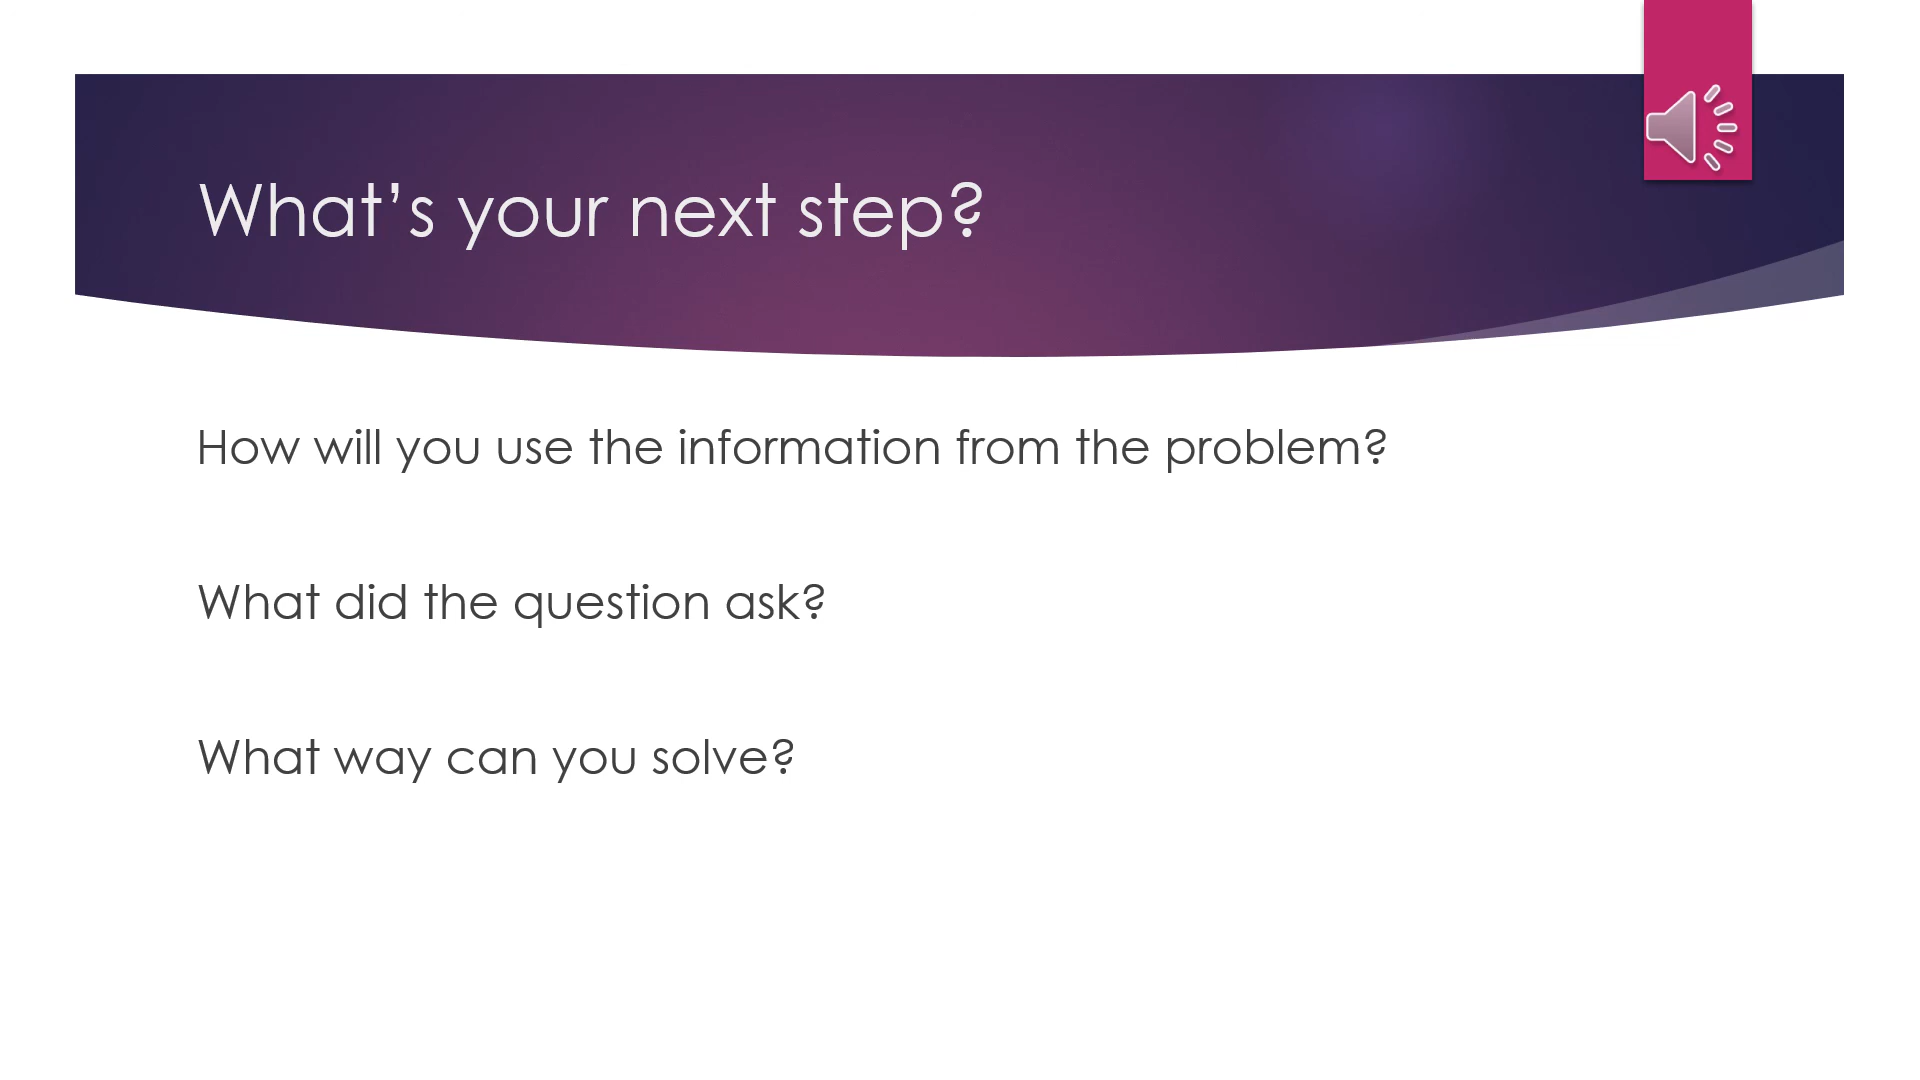 What’s your next step?
How will you use the information from the problem?
What did the question ask?
What way can you solve?